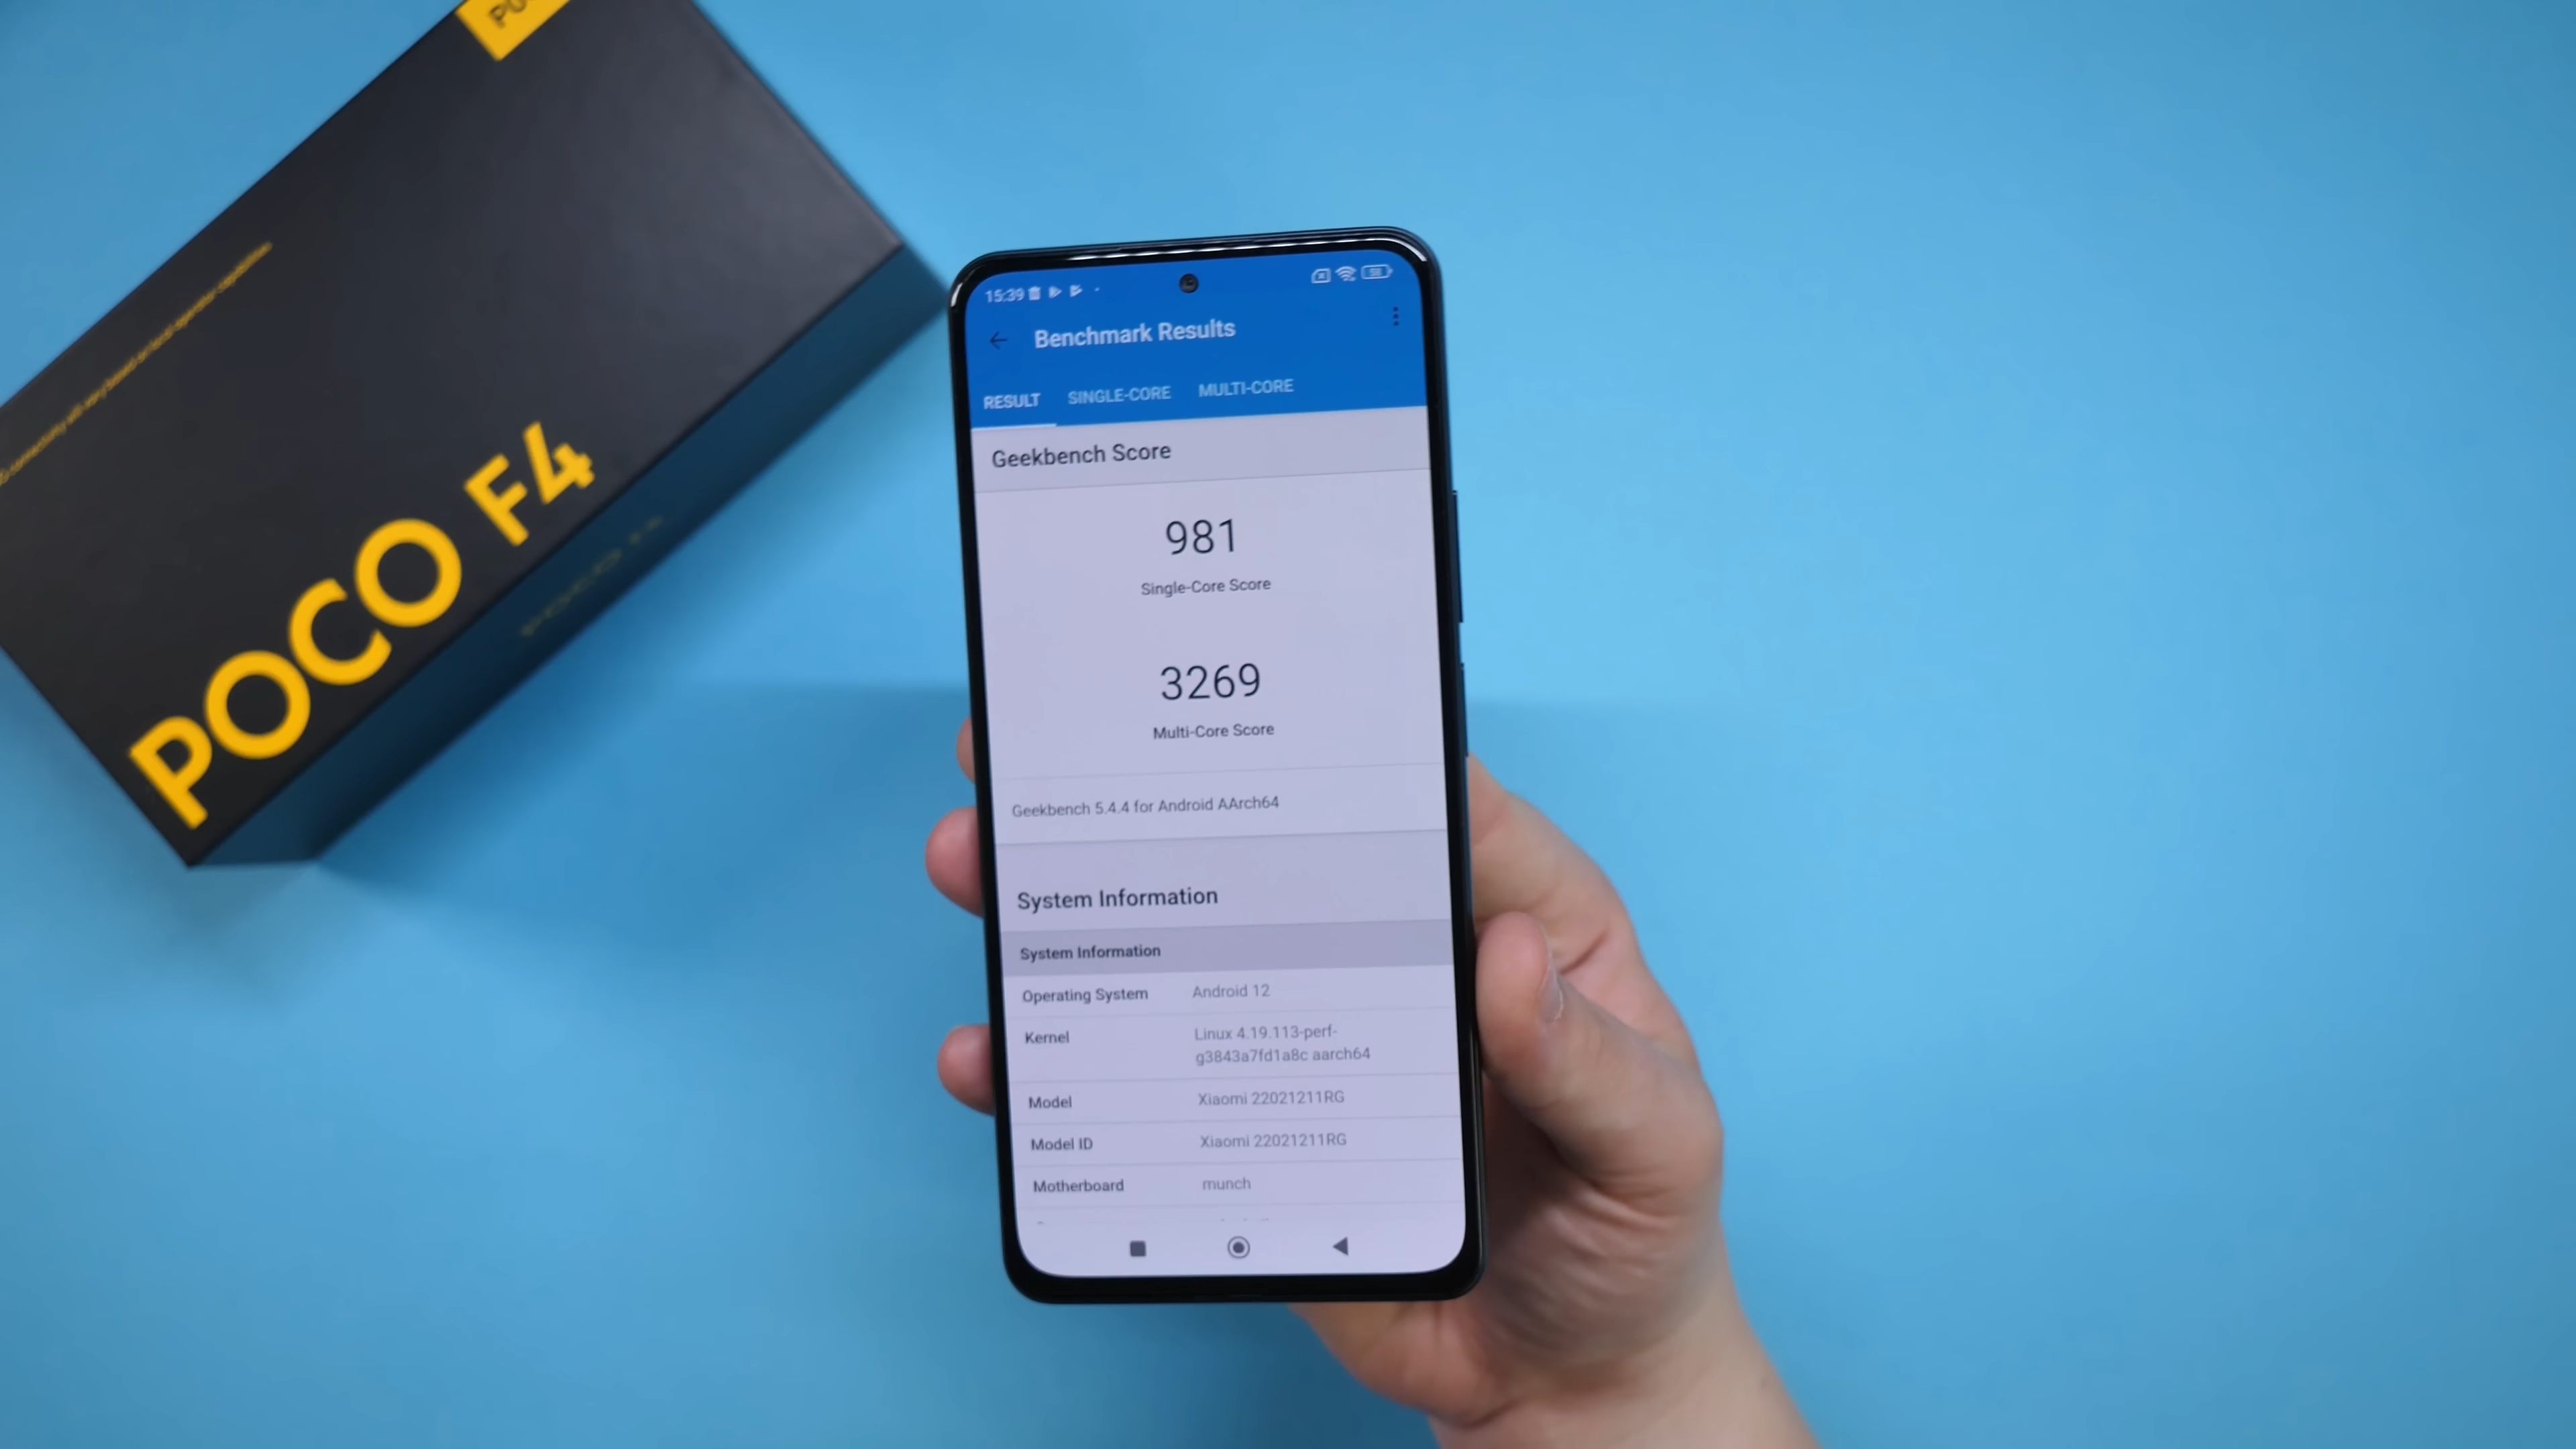 POCO F4
15:39
58
Benchmark Results
RESULT SINGLE-CORE MULTI-CORE
Geekbench Score
981
Single-Core Score
3269
Multi-Core Score
Geekbench 5.4.4 for Android AArch64
System Information
System Information
Operating System Android 12
Kernel Linux 4.19.113-perf-
g3843a7fd1a8c aarch64
Model Xiaomi 22021211RG
Model ID Xiaomi 22021211RG
Motherboard munch